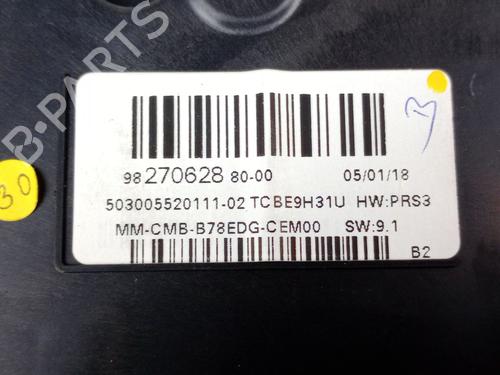 B-PARTS
98 270628 80-00 05/01/18
503005520111-02 TCBE9H31U HW:PRS3
MM-CMB-B78EDG-CEM00 SW:9.1
B2
30